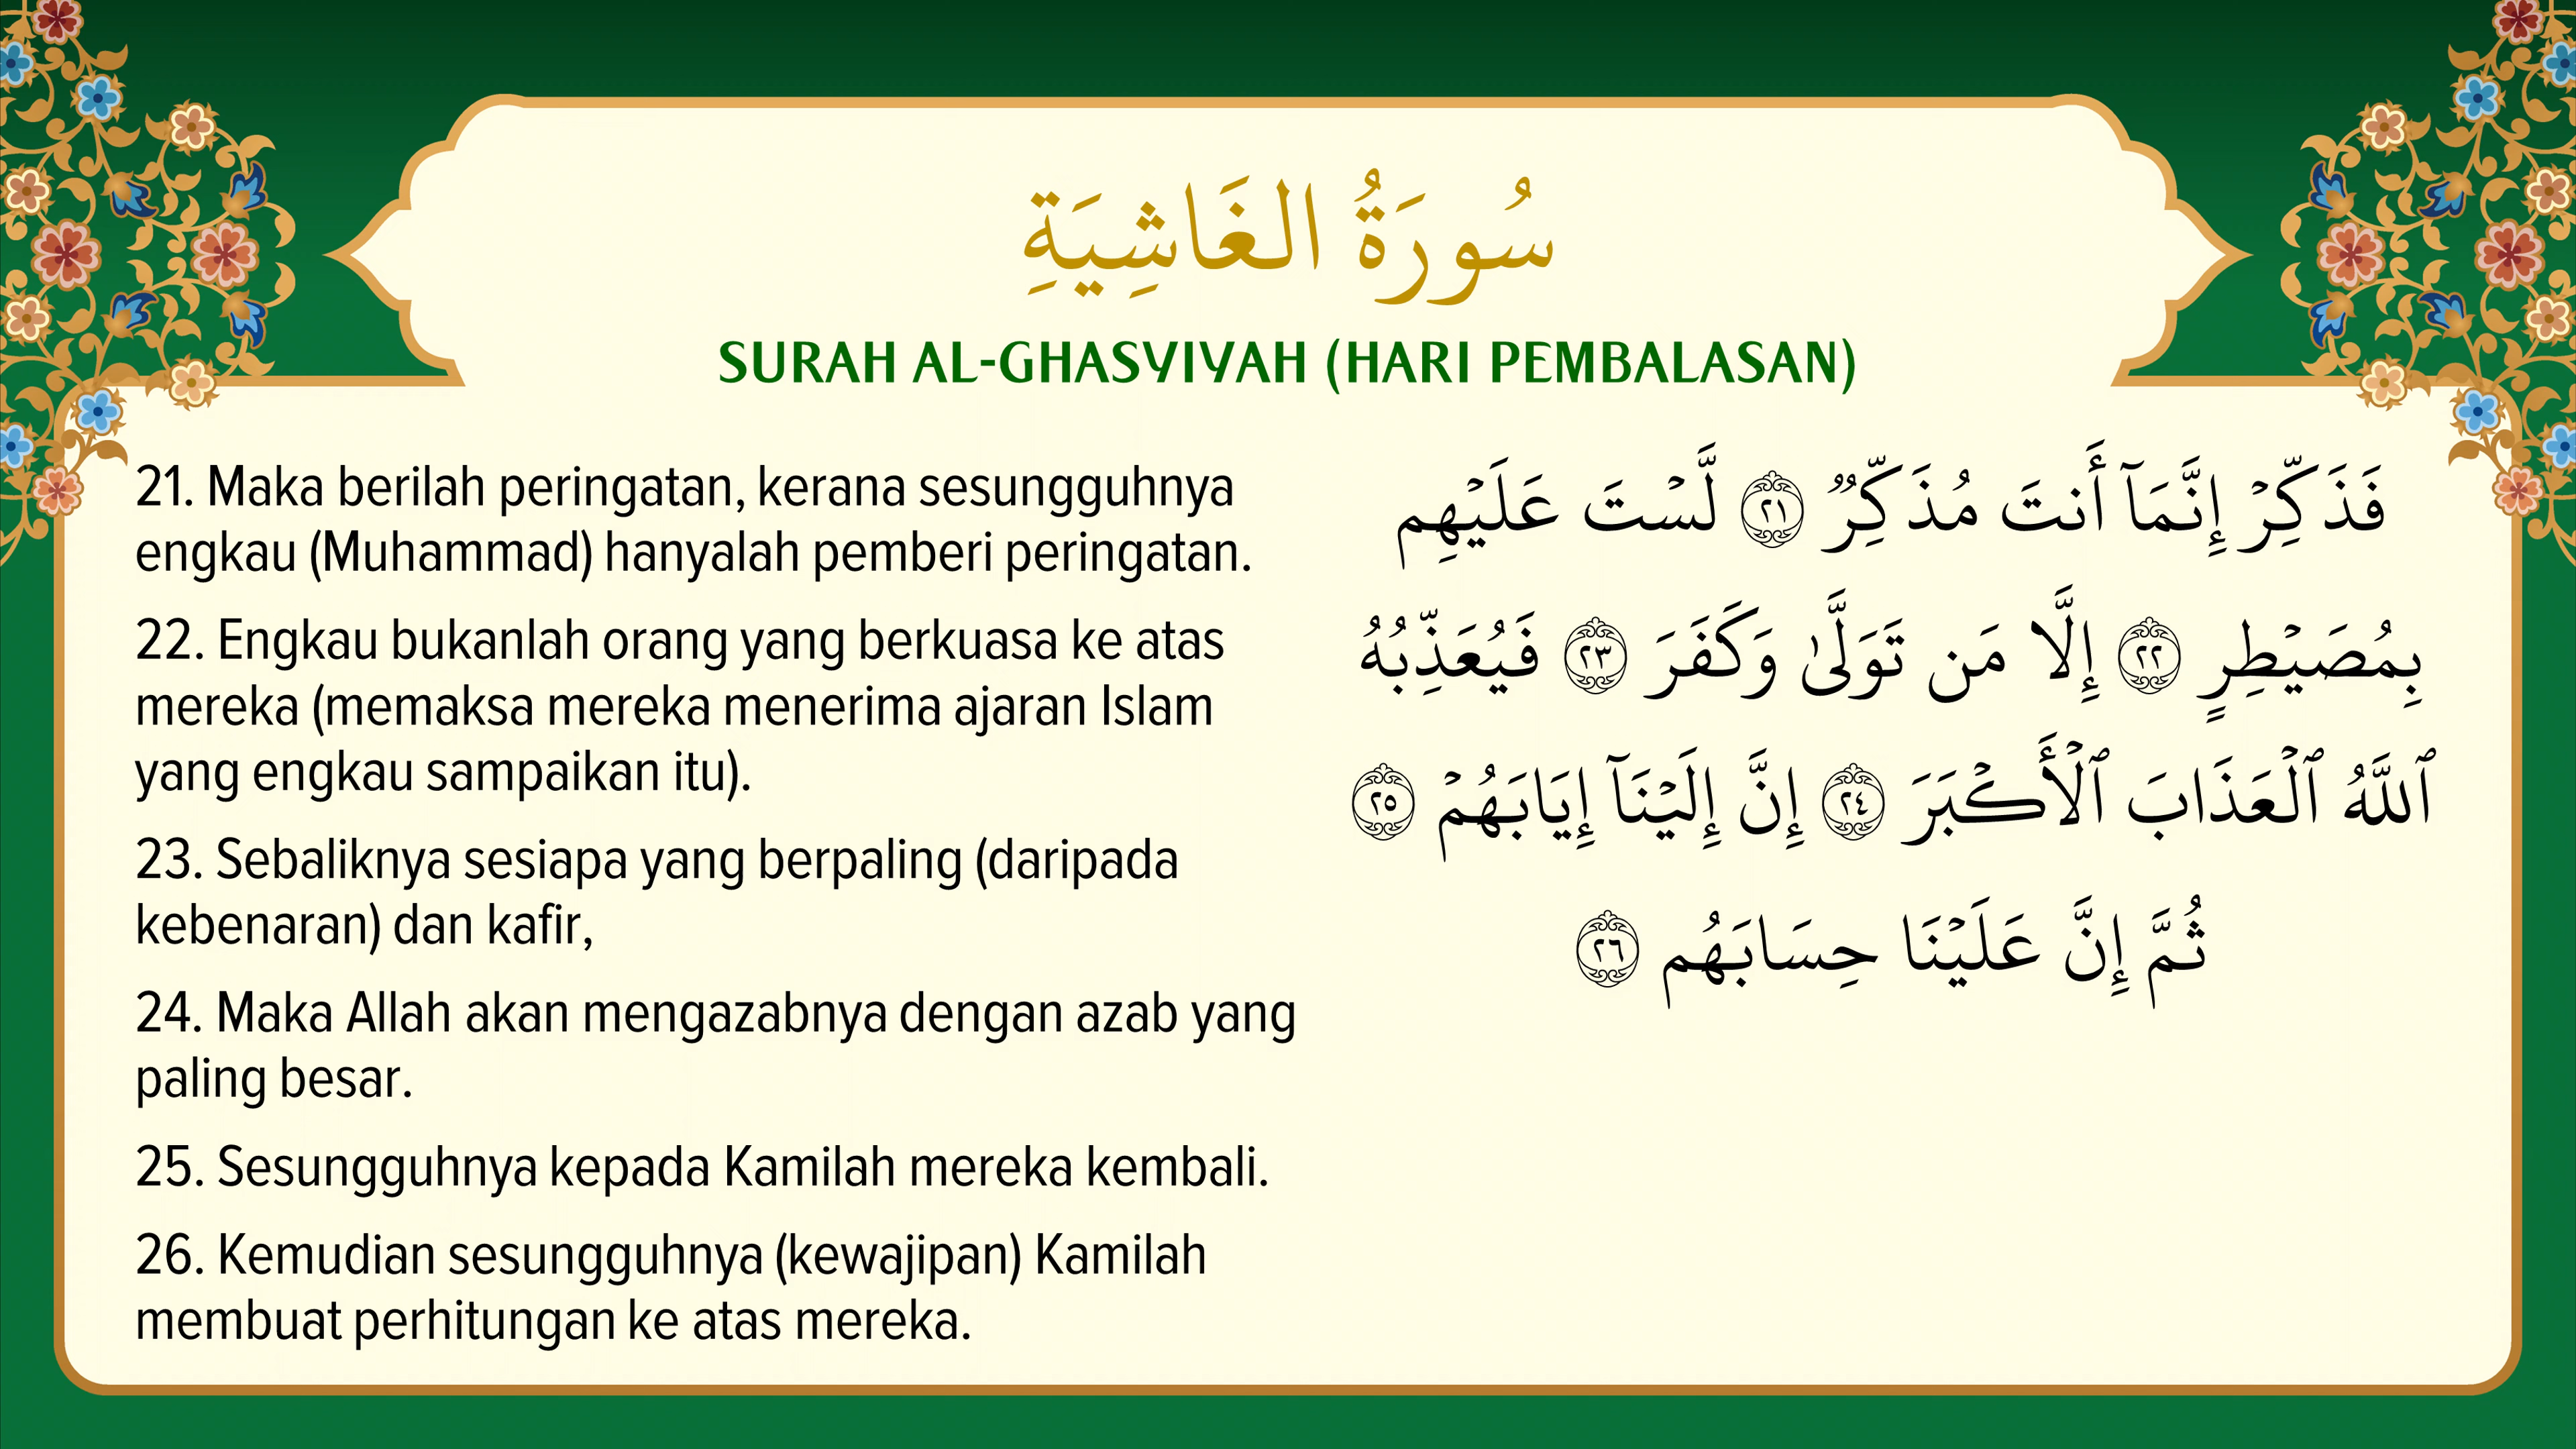 سُورَةُ الغَاشِيَةِ
SURAH AL-GHASYIYAH (HARI PEMBALASAN)
21. Maka berilah peringatan, kerana sesungguhnya
engkau (Muhammad) hanyalah pemberi peringatan.
22. Engkau bukanlah orang yang berkuasa ke atas
mereka (memaksa mereka menerima ajaran Islam
yang engkau sampaikan itu).
23. Sebaliknya sesiapa yang berpaling (daripada
kebenaran) dan kafir,
24. Maka Allah akan mengazabnya dengan azab yang
paling besar.
25. Sesungguhnya kepada Kamilah mereka kembali.
26. Kemudian sesungguhnya (kewajipan) Kamilah
membuat perhitungan ke atas mereka.
فَذَكِّرۡ إِنَّمَآ أَنتَ مُذَكِّرٞ ٢١ لَّسۡتَ عَلَيۡهِم
بِمُصَيۡطِرٍ ٢٢ إِلَّا مَن تَوَلَّىٰ وَكَفَرَ ٢٣ فَيُعَذِّبُهُ
ٱللَّهُ ٱلۡعَذَابَ ٱلۡأَكۡبَرَ ٢٤ إِنَّ إِلَيۡنَآ إِيَابَهُمۡ ٢٥
ثُمَّ إِنَّ عَلَيۡنَا حِسَابَهُم ٢٦